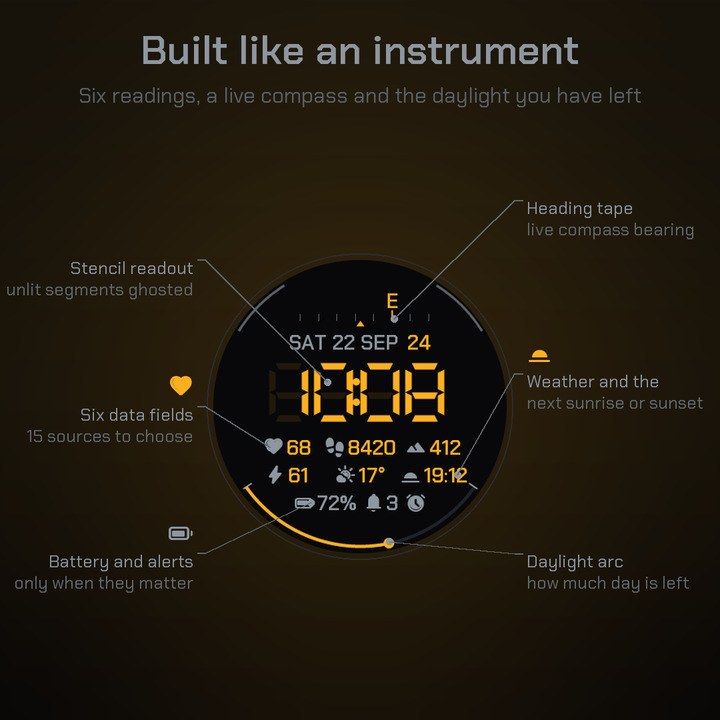 Built like an instrument
Six readings, a live compass and the daylight you have left
Heading tape
live compass bearing
Stencil readout
unlit segments ghosted
E
SAT 22 SEP 24
10:08
Weather and the
next sunrise or sunset
Six data fields
15 sources to choose
68 8420 412
61 17° 19:12
72% 3
Battery and alerts
only when they matter
Daylight arc
how much day is left